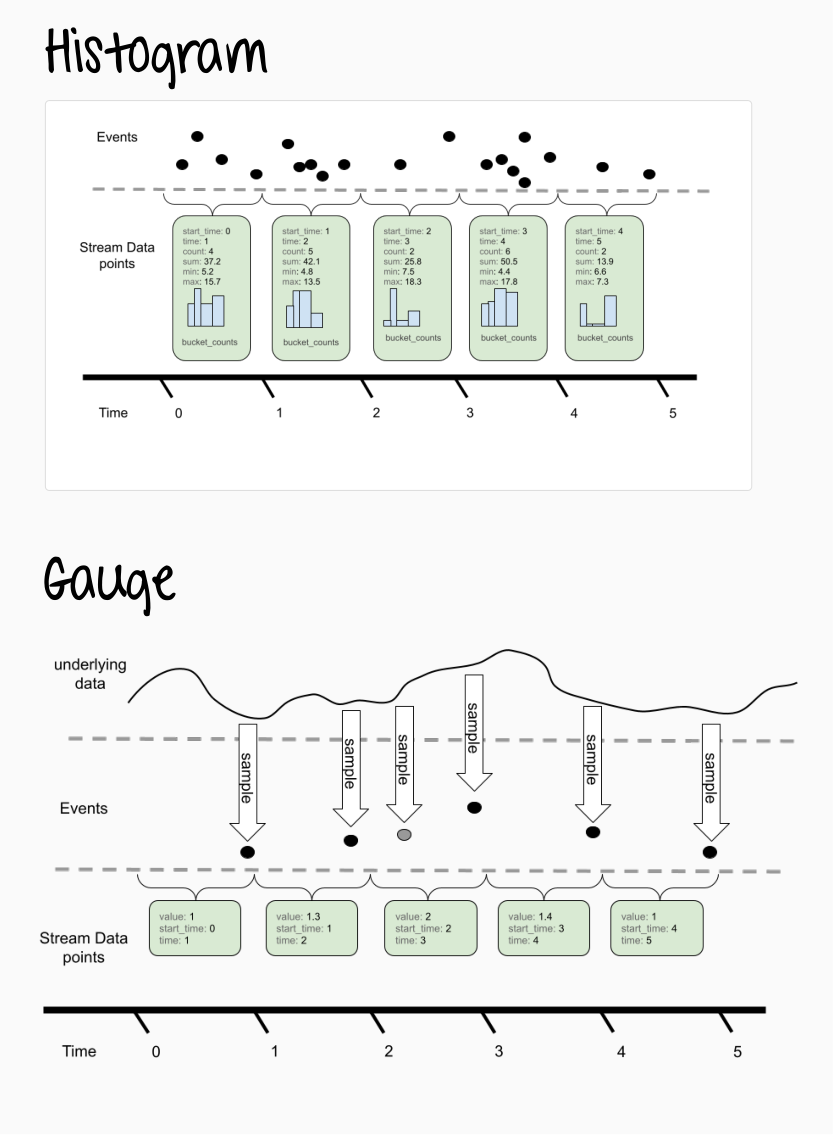 Histogram
Events
Stream Data
points
start_time: 0
time: 1
count: 4
sum: 37.2
min: 5.2
max: 15.7
bucket_counts
start_time: 1
time: 2
count: 5
sum: 42.1
min: 4.8
max: 13.5
bucket_counts
start_time: 2
time: 3
count: 2
sum: 25.8
min: 7.5
max: 18.3
bucket_counts
start_time: 3
time: 4
count: 6
sum: 50.5
min: 4.4
max: 17.8
bucket_counts
start_time: 4
time: 5
count: 2
sum: 13.9
min: 6.6
max: 7.3
bucket_counts
Time 0 1 2 3 4 5
Gauge
underlying
data
sample
sample
sample
sample
sample
sample
Events
Stream Data
points
value: 1
start_time: 0
time: 1
value: 1.3
start_time: 1
time: 2
value: 2
start_time: 2
time: 3
value: 1.4
start_time: 3
time: 4
value: 1
start_time: 4
time: 5
Time 0 1 2 3 4 5